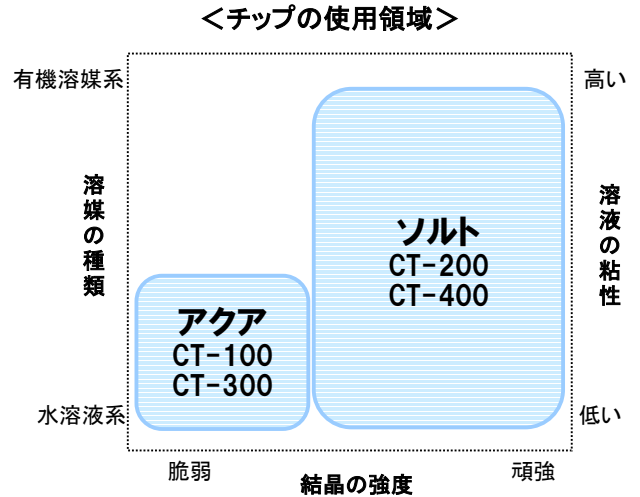 ＜チップの使用領域＞
有機溶媒系
高い
溶媒の種類
溶液の粘性
ソルト
CT-200
CT-400
アクア
CT-100
CT-300
水溶液系
低い
脆弱
頑強
結晶の強度